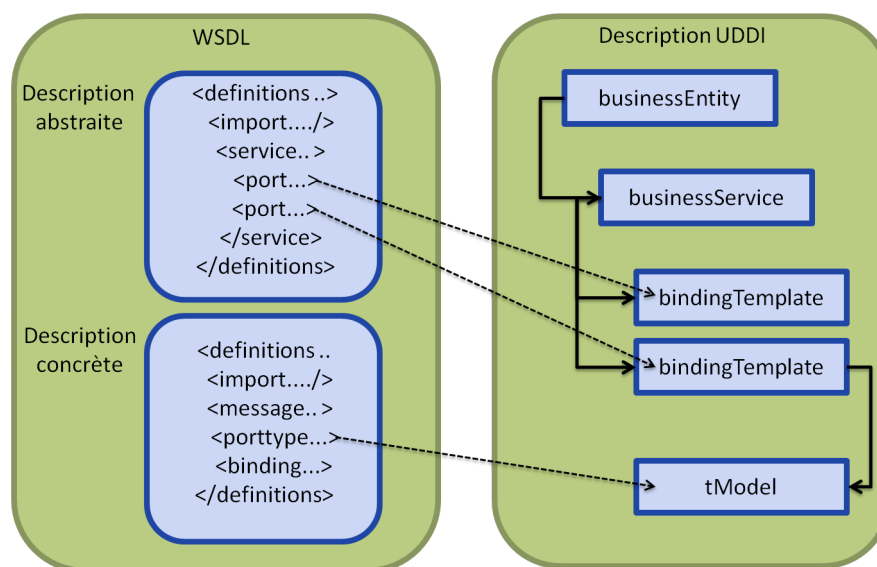 WSDL
Description
abstraite
<definitions ..>
<import..../>
<service.. >
<port...>
<port...>
</service>
</definitions>
Description
concrète
<definitions ..
<import..../>
<message.. >
<porttype...>
<binding...>
</definitions>
Description UDDI
businessEntity
businessService
bindingTemplate
bindingTemplate
tModel